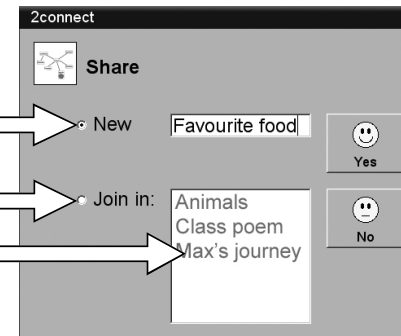 2connect
Share
New
Favourite food
Yes
Join in:
Animals
Class poem
Max's journey
No